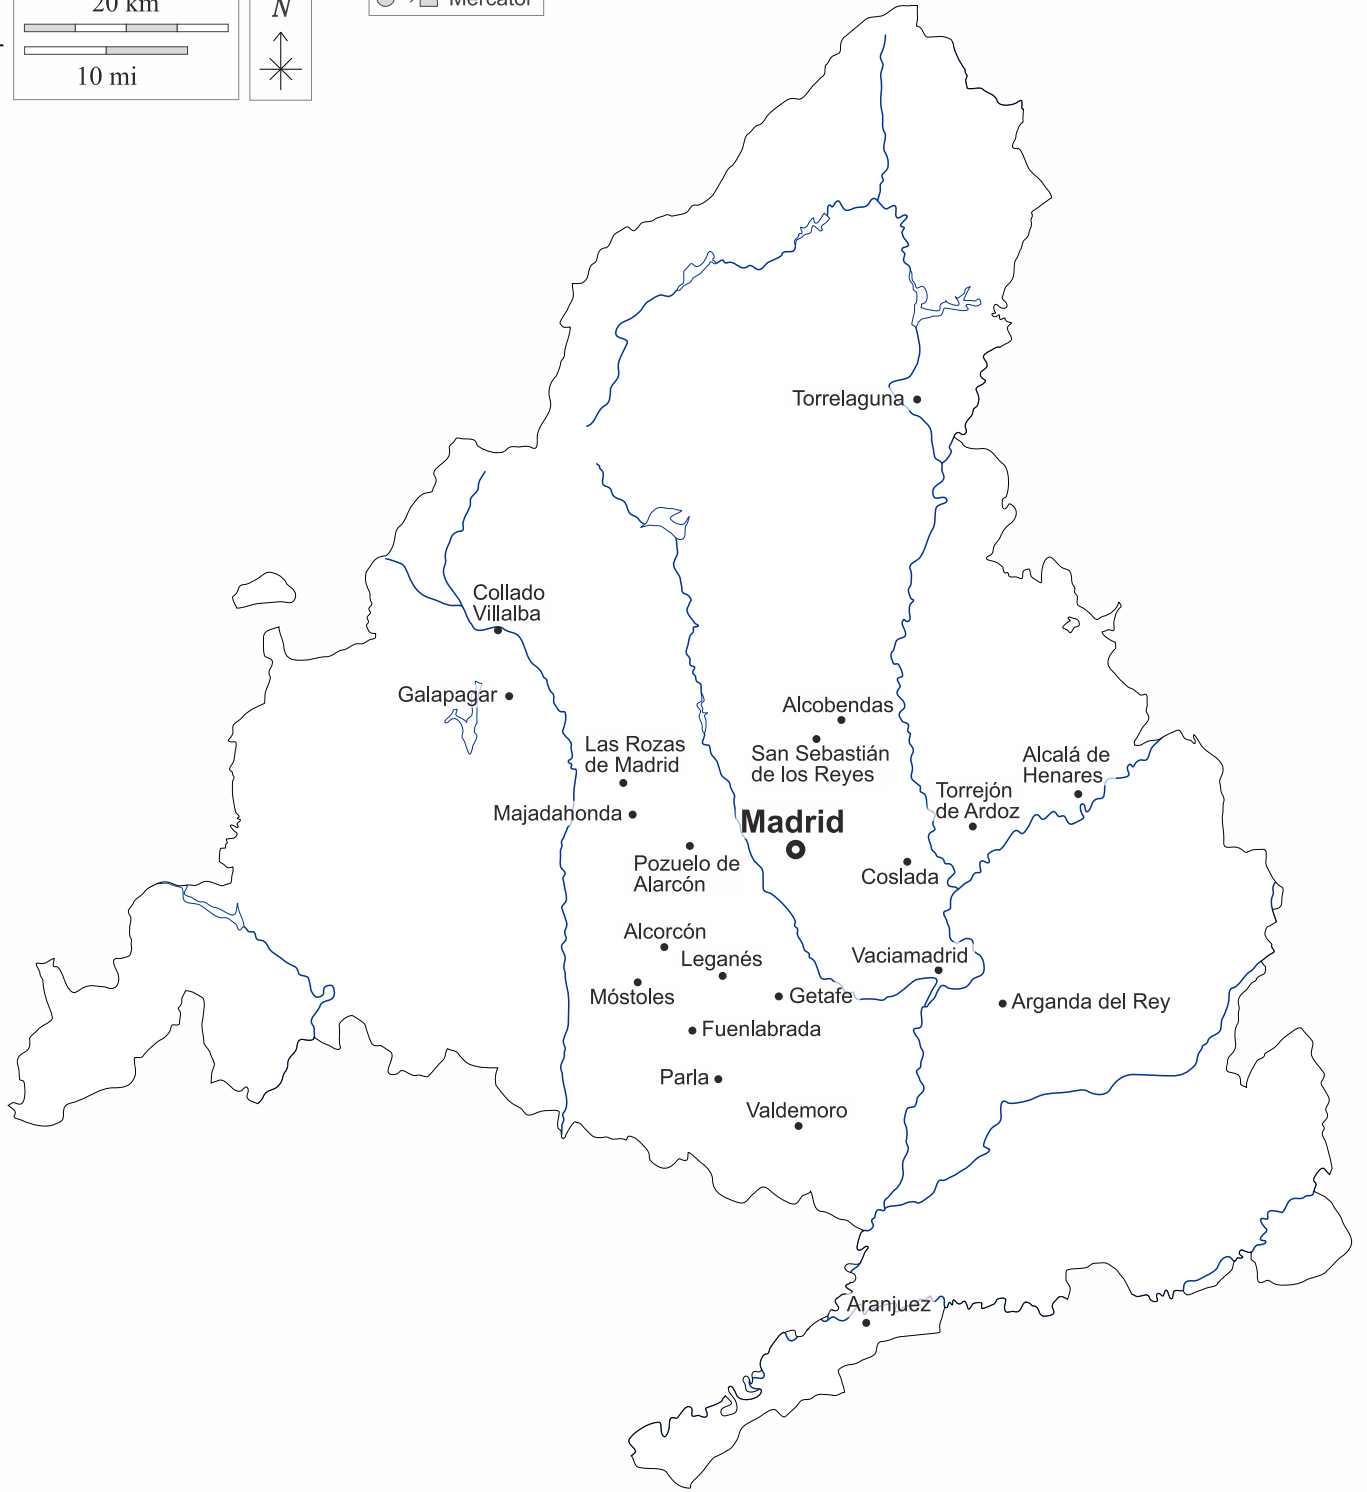 20 km
10 mi
N
Mercator
Torrelaguna
Collado
Villalba
Galapagar
Alcobendas
San Sebastián
de los Reyes
Las Rozas
de Madrid
Alcalá de
Henares
Torrejón
de Ardoz
Majadahonda
Madrid
Pozuelo de
Alarcón
Coslada
Alcorcón
Leganés
Vaciamadrid
Móstoles
Getafe
Arganda del Rey
Fuenlabrada
Parla
Valdemoro
Aranjuez